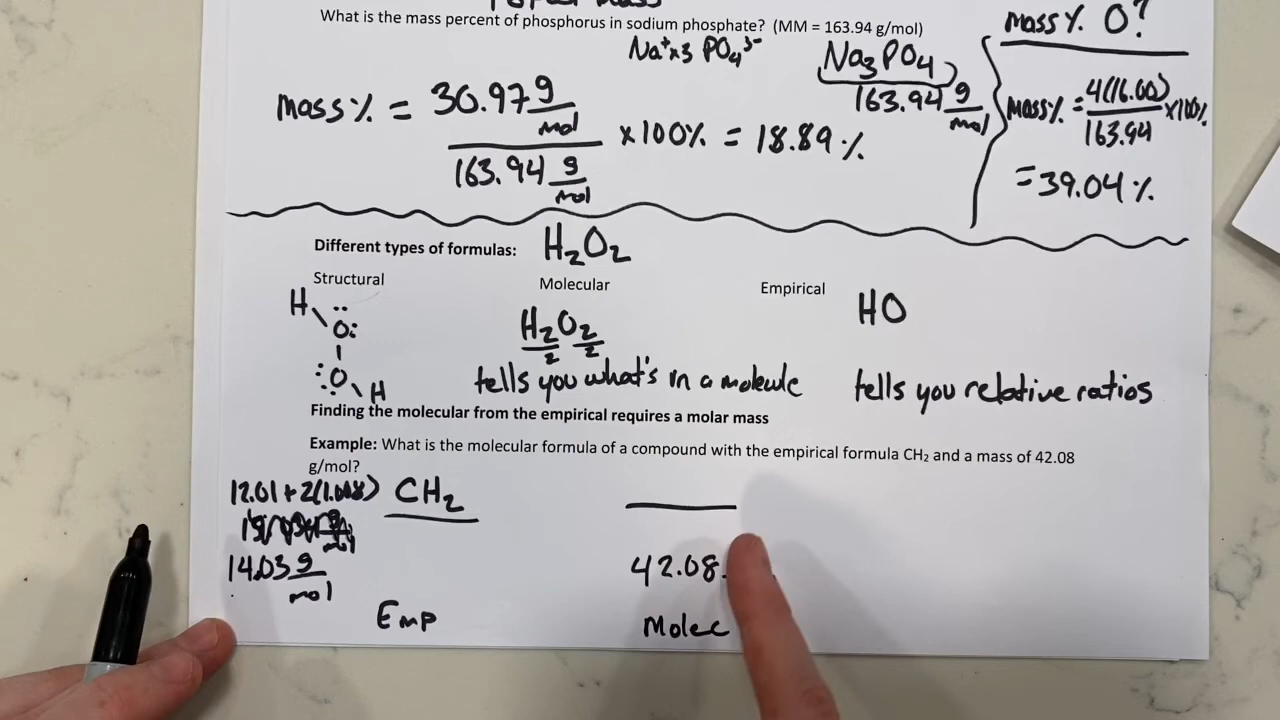 What is the mass percent of phosphorus in sodium phosphate? (MM = 163.94 g/mol)
Na⁺x3 PO₄³⁻
Na₃PO₄
163.94 g/mol
mass % = 30.97 g/mol / 163.94 g/mol x100% = 18.89 %
Mass % O?
Mass % = 4(16.00) / 163.94 x100%
= 39.04 %
Different types of formulas: H₂O₂
Structural
Molecular
Empirical
H
O
O
H
H₂O₂
2 2
HO
tells you what's in a molecule
tells you relative ratios
Finding the molecular from the empirical requires a molar mass
Example: What is the molecular formula of a compound with the empirical formula CH₂ and a mass of 42.08
g/mol?
12.01 + 2(1.008) CH₂
14.03 g/mol
42.08
Emp
Molec